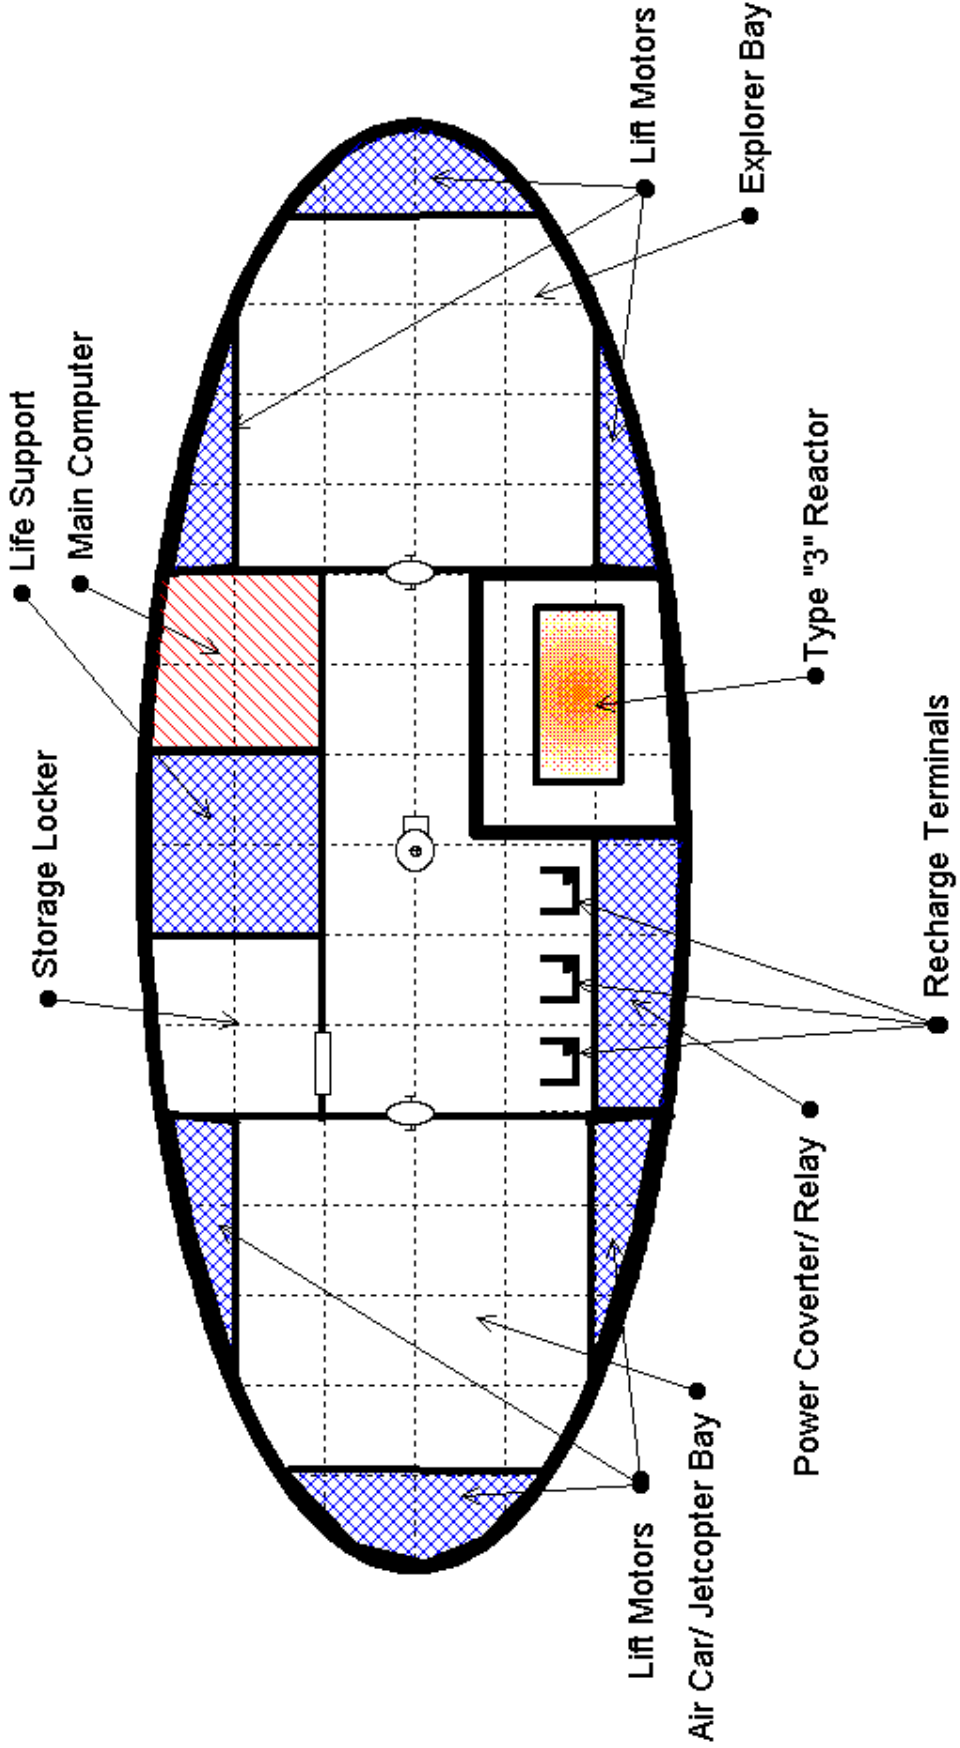 Life Support
Main Computer
Storage Locker
Lift Motors
Explorer Bay
Type "3" Reactor
Recharge Terminals
Power Coverter/ Relay
Air Car/ Jetcopter Bay
Lift Motors